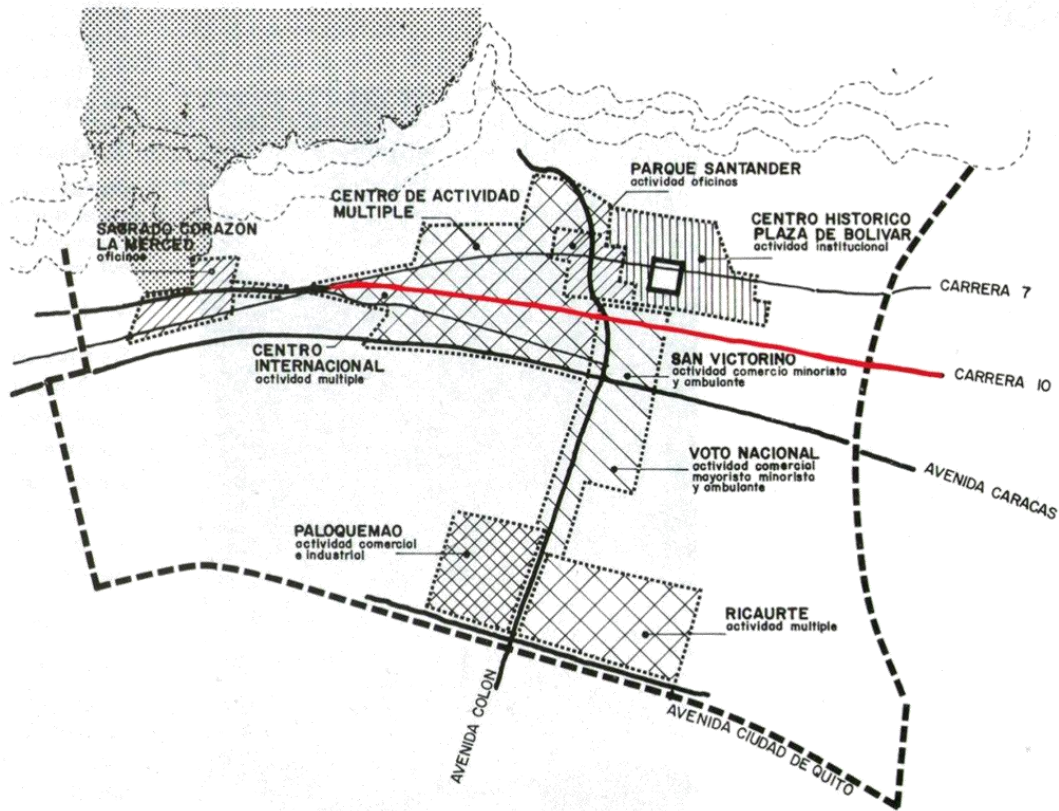 PARQUE SANTANDER
actividad oficinas
CENTRO DE ACTIVIDAD
MULTIPLE
CENTRO HISTORICO
PLAZA DE BOLIVAR
actividad institucional
SAGRADO CORAZON
LA MERCED
oficinas
CARRERA 7
CENTRO
INTERNACIONAL
actividad multiple
SAN VICTORINO
actividad comercio minorista
y ambulante
CARRERA 10
VOTO NACIONAL
actividad comercial
mayorista minorista
y ambulante
AVENIDA CARACAS
PALOQUEMAO
actividad comercial
e industrial
RICAURTE
actividad multiple
AVENIDA COLON
AVENIDA CIUDAD DE QUITO